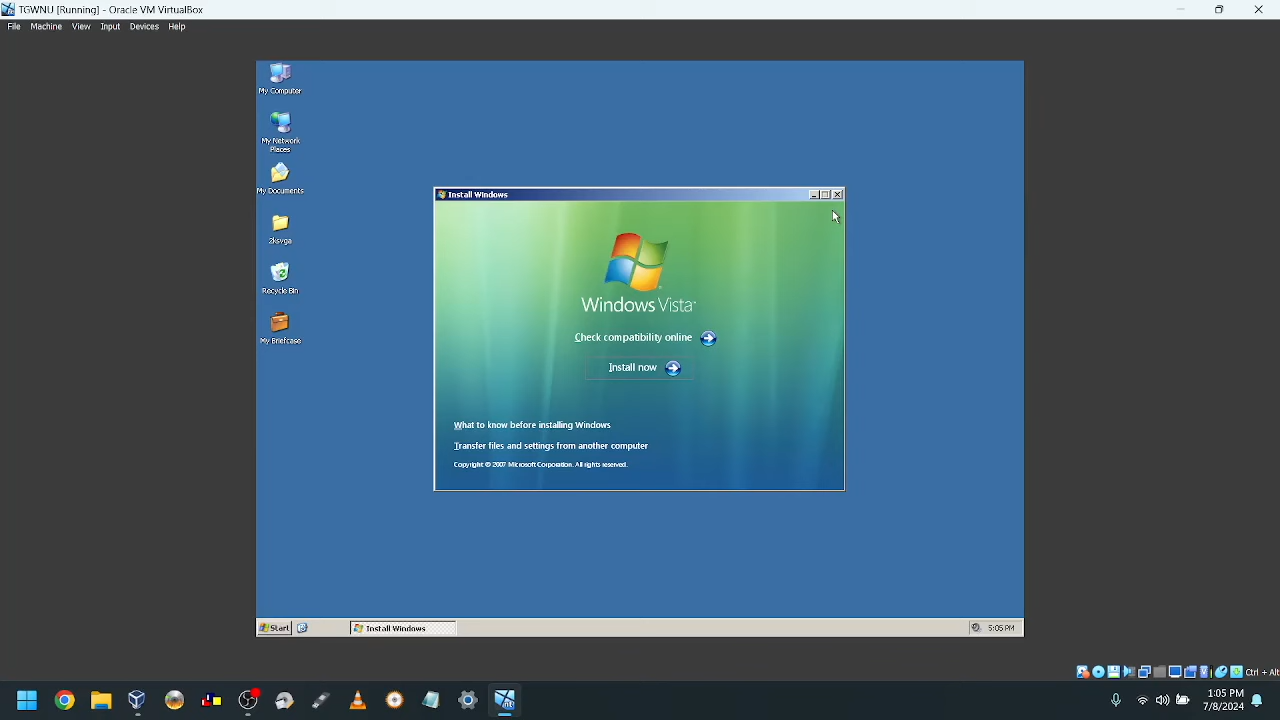 TGWNU [Running] - Oracle VM VirtualBox
File Machine View Input Devices Help
My Computer
My Network
Places
My Documents
2ksvga
Recycle Bin
My Briefcase
Install Windows
Windows Vista™
Check compatibility online
Install now
What to know before installing Windows
Transfer files and settings from another computer
Copyright © 2007 Microsoft Corporation. All rights reserved.
Start
Install Windows
5:05 PM
Ctrl + Alt
1:05 PM
7/8/2024